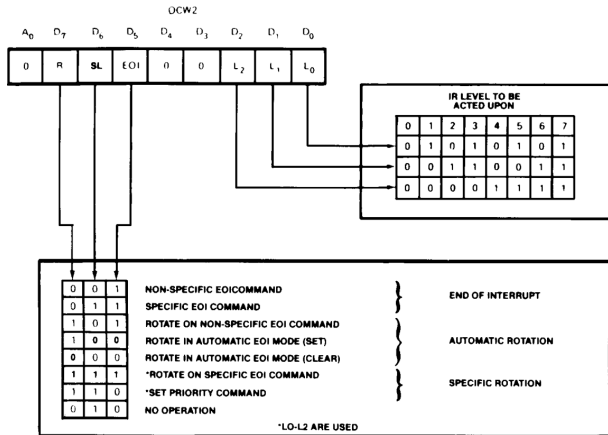 OCW2
A0 D7 D6 D5 D4 D3 D2 D1 D0
0 R SL EOI 0 0 L2 L1 L0
IR LEVEL TO BE
ACTED UPON
0 1 2 3 4 5 6 7
0 1 0 1 0 1 0 1
0 0 1 1 0 0 1 1
0 0 0 0 1 1 1 1
0 0 1 NON-SPECIFIC EOICOMMAND
0 1 1 SPECIFIC EOI COMMAND
END OF INTERRUPT
1 0 1 ROTATE ON NON-SPECIFIC EOI COMMAND
1 0 0 ROTATE IN AUTOMATIC EOI MODE (SET)
AUTOMATIC ROTATION
0 0 0 ROTATE IN AUTOMATIC EOI MODE (CLEAR)
1 1 1 *ROTATE ON SPECIFIC EOI COMMAND
SPECIFIC ROTATION
1 1 0 *SET PRIORITY COMMAND
0 1 0 NO OPERATION
*LO-L2 ARE USED